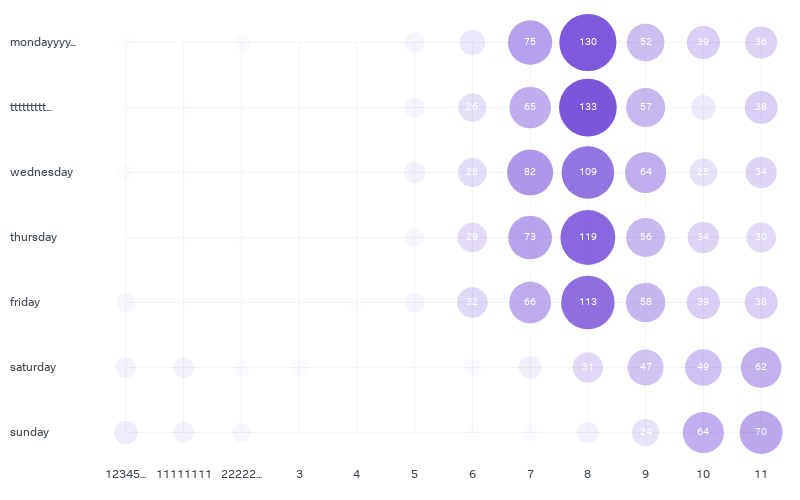 mondayyyy… 75 130 52 39 36
tttttttttt… 26 65 133 57 38
wednesday 28 82 109 64 25 34
thursday 29 73 119 56 34 30
friday 32 66 113 58 39 38
saturday 31 47 49 62
sunday 24 64 70
12345… 11111111 22222… 3 4 5 6 7 8 9 10 11